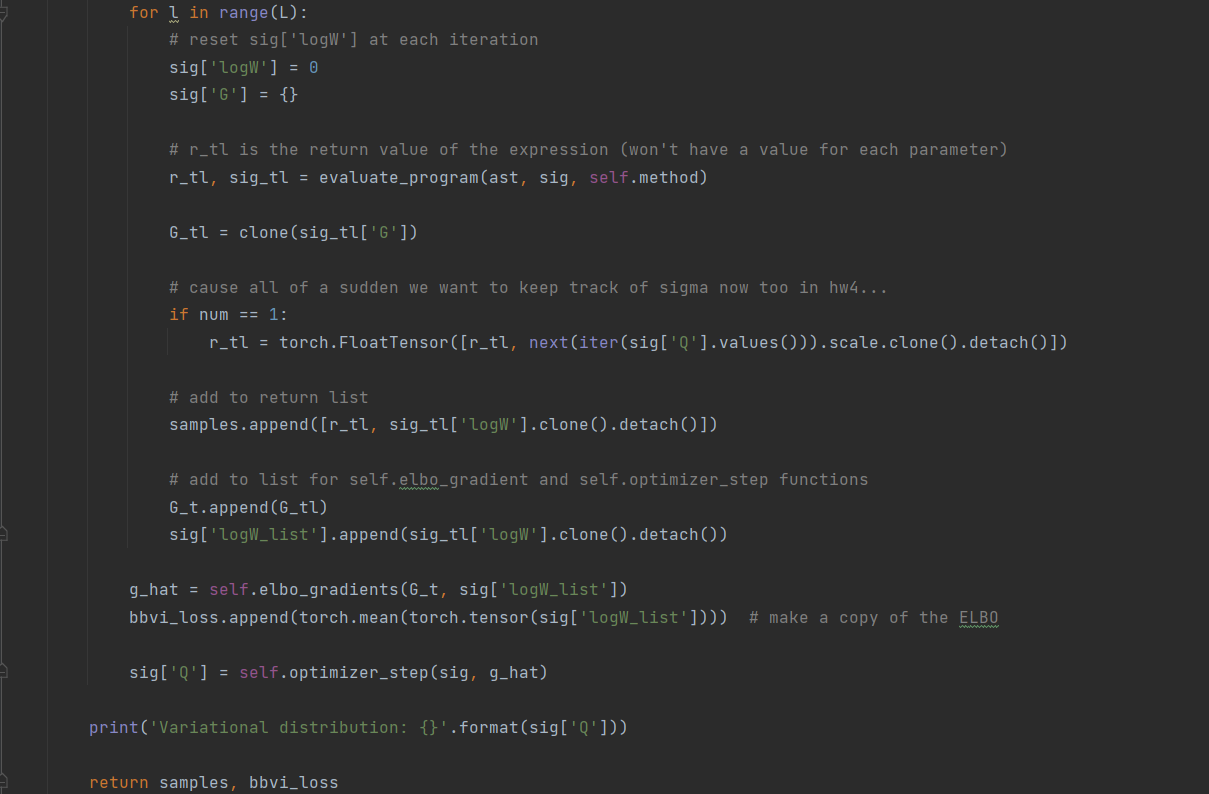 for l in range(L):
# reset sig['logW'] at each iteration
sig['logW'] = 0
sig['G'] = {}
# r_tl is the return value of the expression (won't have a value for each parameter)
r_tl, sig_tl = evaluate_program(ast, sig, self.method)
G_tl = clone(sig_tl['G'])
# cause all of a sudden we want to keep track of sigma now too in hw4...
if num == 1:
r_tl = torch.FloatTensor([r_tl, next(iter(sig['Q'].values())).scale.clone().detach()])
# add to return list
samples.append([r_tl, sig_tl['logW'].clone().detach()])
# add to list for self.elbo_gradient and self.optimizer_step functions
G_t.append(G_tl)
sig['logW_list'].append(sig_tl['logW'].clone().detach())
g_hat = self.elbo_gradients(G_t, sig['logW_list'])
bbvi_loss.append(torch.mean(torch.tensor(sig['logW_list'])))  # make a copy of the ELBO
sig['Q'] = self.optimizer_step(sig, g_hat)
print('Variational distribution: {}'.format(sig['Q']))
return samples, bbvi_loss